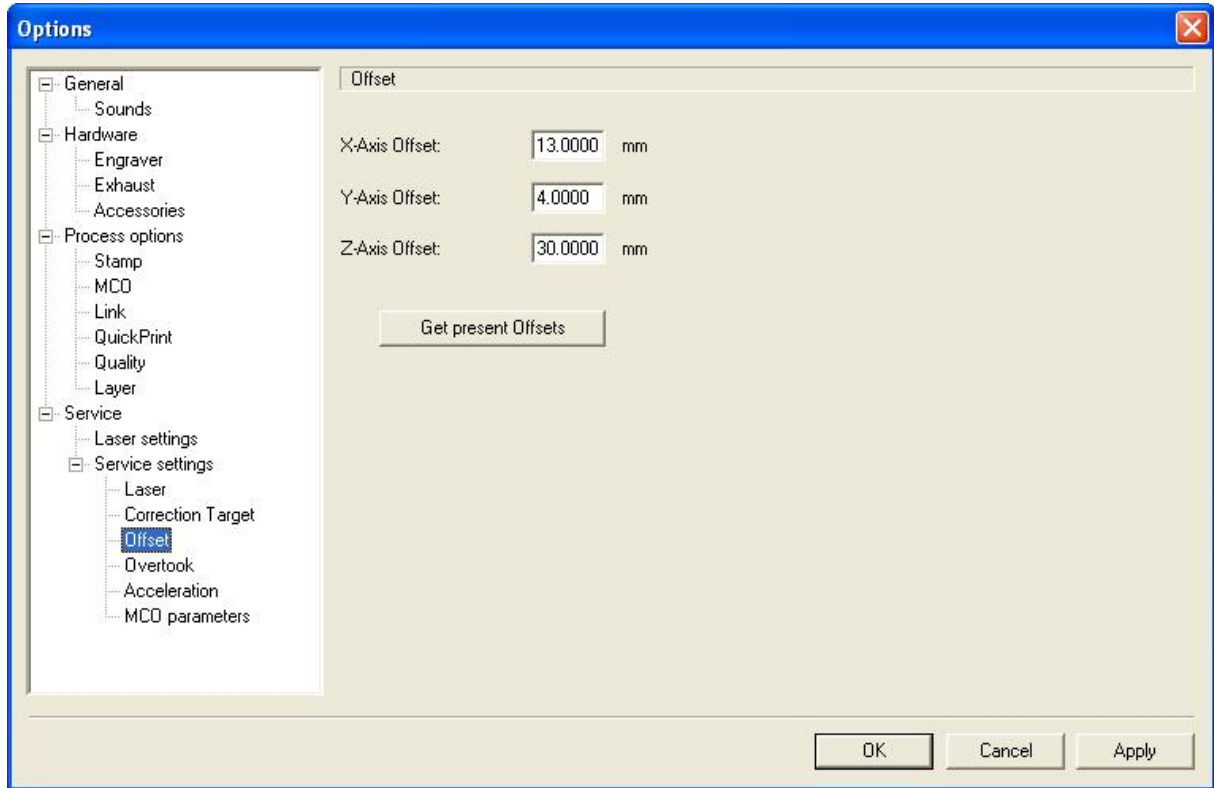 Options
General
Sounds
Hardware
Engraver
Exhaust
Accessories
Process options
Stamp
MCO
Link
QuickPrint
Quality
Layer
Service
Laser settings
Service settings
Laser
Correction Target
Offset
Overtook
Acceleration
MCO parameters
Offset
X-Axis Offset: 13.0000 mm
Y-Axis Offset: 4.0000 mm
Z-Axis Offset: 30.0000 mm
Get present Offsets
OK Cancel Apply